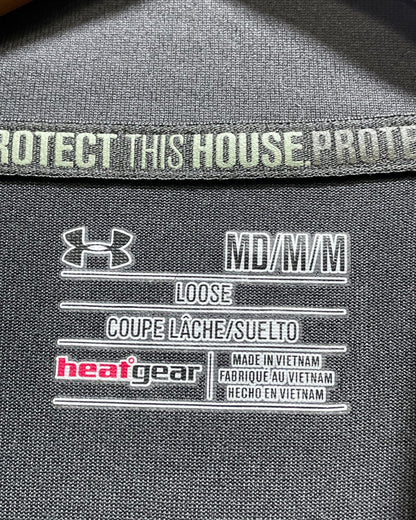 ROTECT THIS HOUSE. PROTE
MD/M/M
LOOSE
COUPE LÂCHE/SUELTO
heatgear
MADE IN VIETNAM
FABRIQUÉ AU VIETNAM
HECHO EN VIETNAM